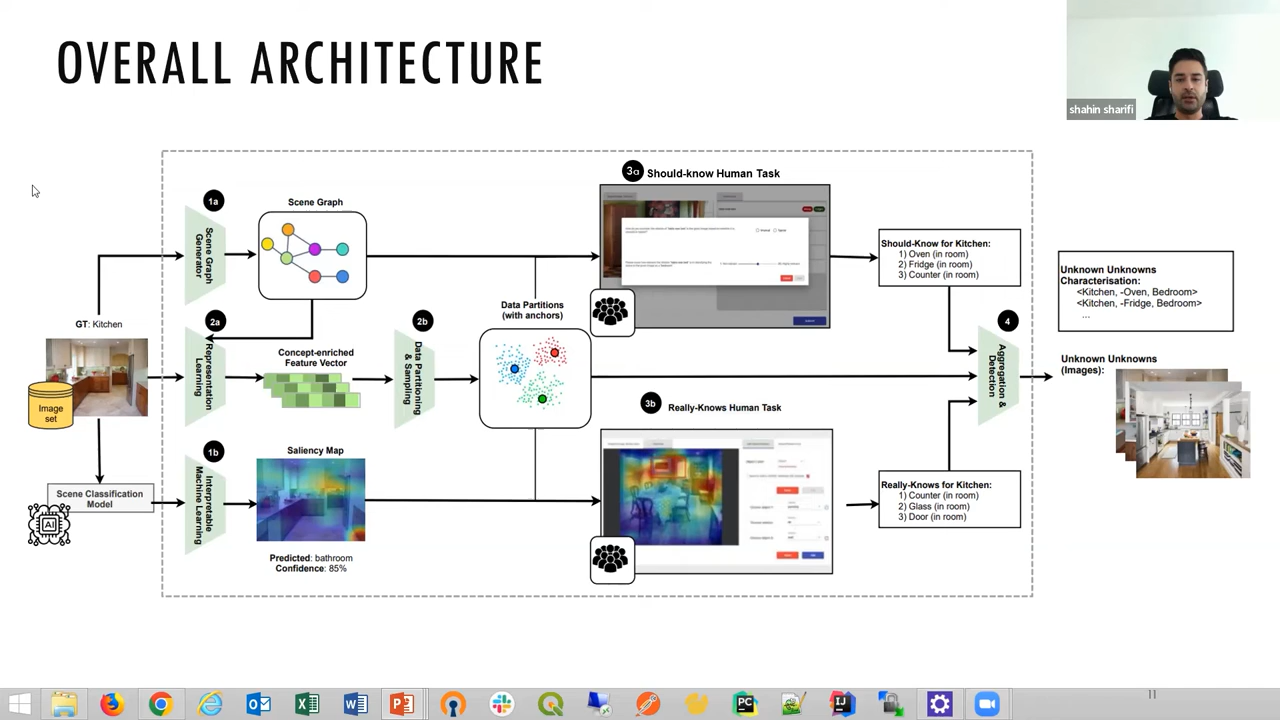 OVERALL ARCHITECTURE
shahin sharifi
3a Should-know Human Task
1a
Scene Graph
Generator
Scene Graph
Should-Know for Kitchen:
1) Oven (in room)
2) Fridge (in room)
3) Counter (in room)
Unknown Unknowns
Characterisation:
<Kitchen, -Oven, Bedroom>
<Kitchen, -Fridge, Bedroom>
...
GT: Kitchen
Image
set
2a
Representation
Learning
Concept-enriched
Feature Vector
2b
Data Partitioning
& Sampling
Data Partitions
(with anchors)
4
Aggregation &
Detection
Unknown Unknowns
(Images):
3b Really-Knows Human Task
Scene Classification
Model
AI
1b
Interpretable
Machine Learning
Saliency Map
Predicted: bathroom
Confidence: 85%
Really-Knows for Kitchen:
1) Counter (in room)
2) Glass (in room)
3) Door (in room)
11